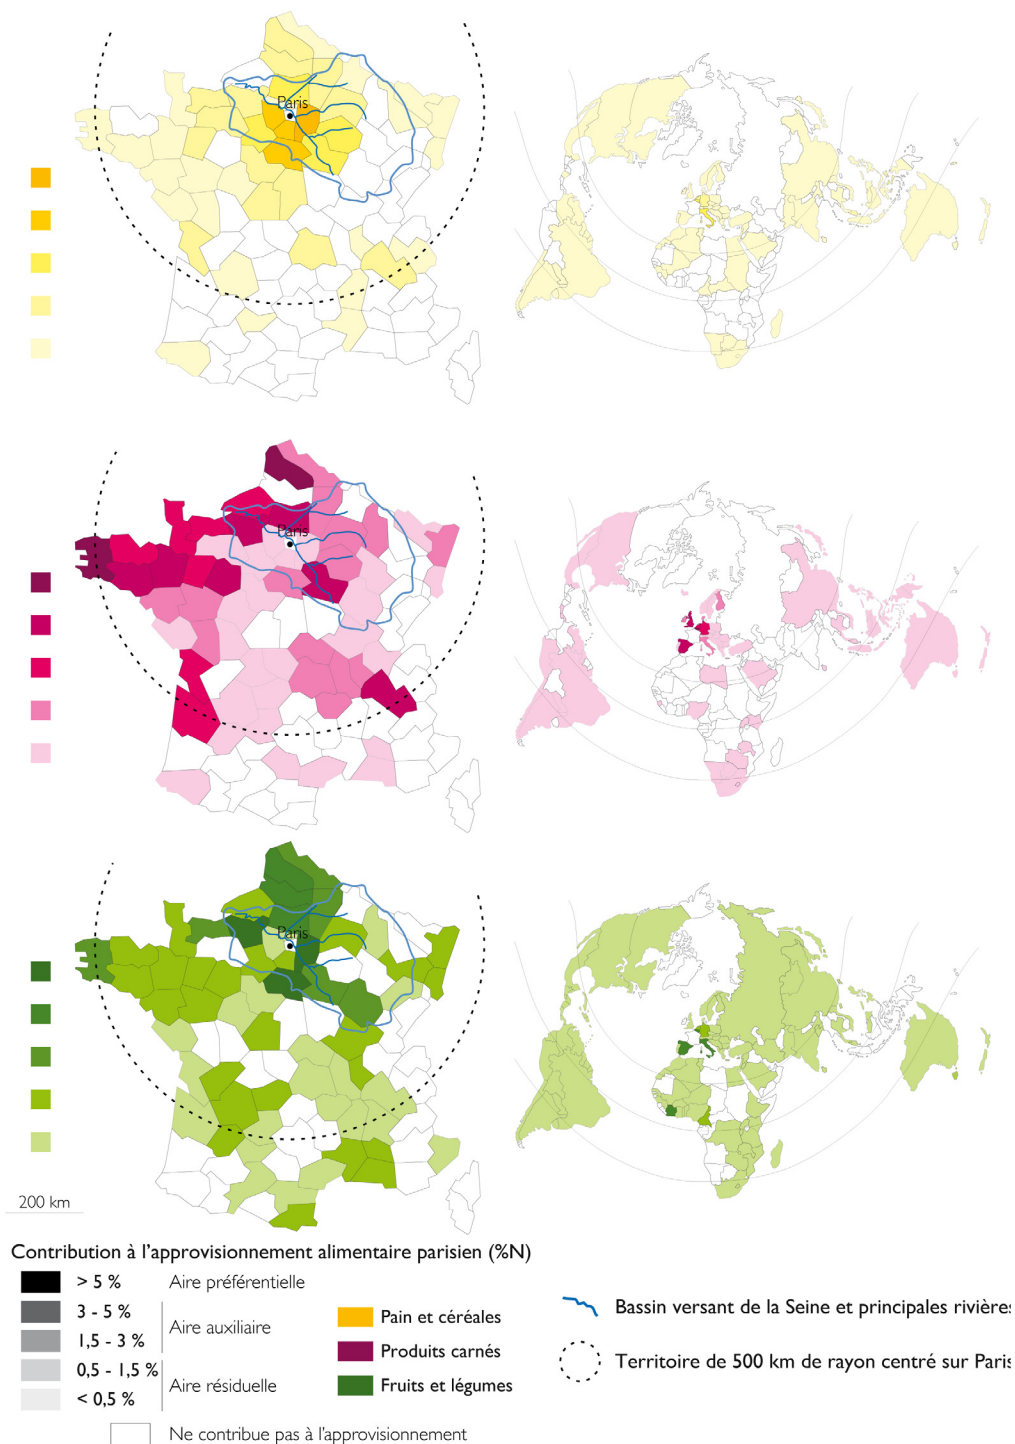 Paris
Paris
Paris
200 km
Contribution à l'approvisionnement alimentaire parisien (%N)
> 5 % Aire préférentielle
3 - 5 %
Aire auxiliaire
1,5 - 3 %
0,5 - 1,5 %
Aire résiduelle
< 0,5 %
Ne contribue pas à l'approvisionnement
Pain et céréales
Produits carnés
Fruits et légumes
Bassin versant de la Seine et principales rivières
Territoire de 500 km de rayon centré sur Paris